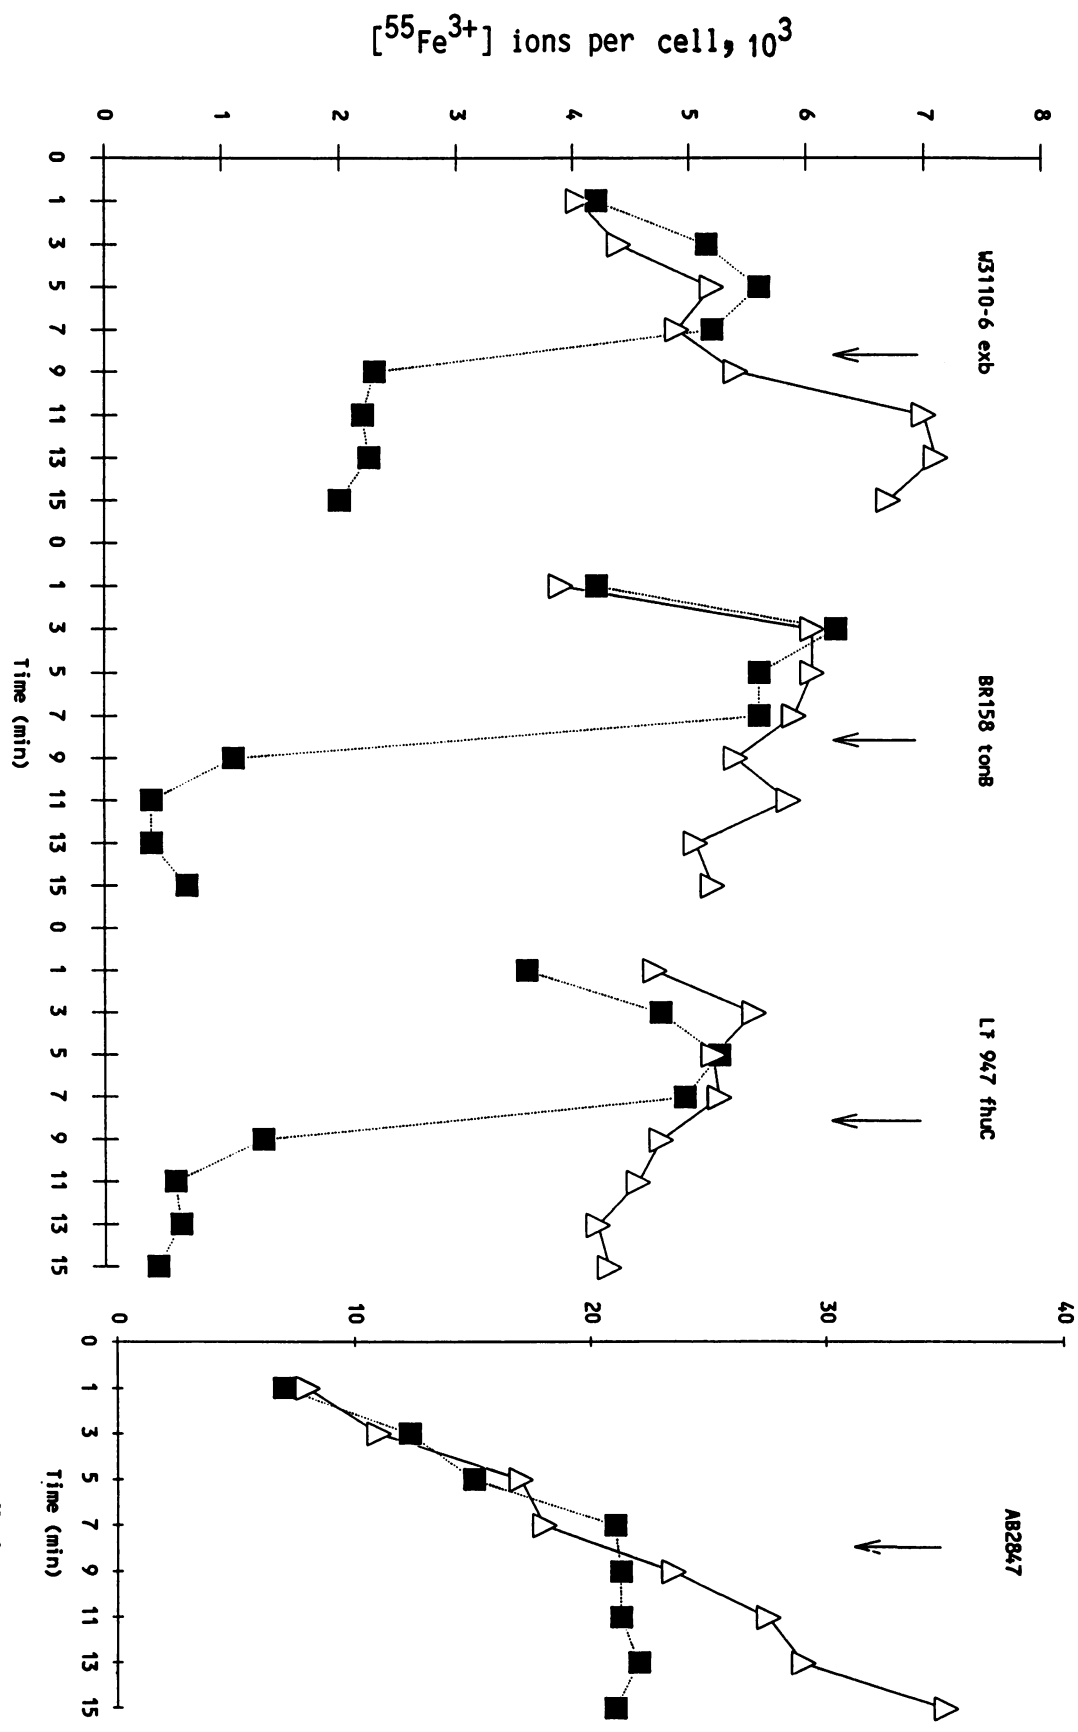 [⁵⁵Fe³⁺] ions per cell, 10³
8
7
6
5
4
3
2
1
0
W3110-6 exb
BR158 tonB
LT 947 fhuC
0 1 3 5 7 9 11 13 15 0 1 3 5 7 9 11 13 15 0 1 3 5 7 9 11 13 15
Time (min)
40
30
20
10
0
AB2847
0 1 3 5 7 9 11 13 15
Time (min)